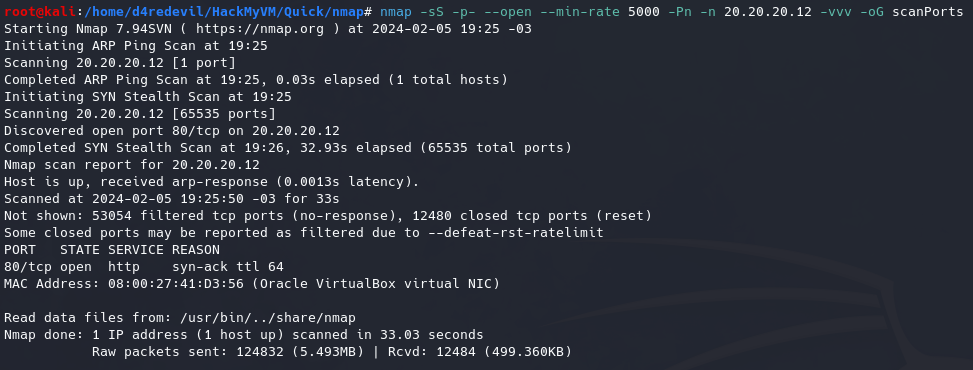 root@kali:/home/d4redevil/HackMyVM/Quick/nmap# nmap -sS -p- --open --min-rate 5000 -Pn -n 20.20.20.12 -vvv -oG scanPorts
Starting Nmap 7.94SVN ( https://nmap.org ) at 2024-02-05 19:25 -03
Initiating ARP Ping Scan at 19:25
Scanning 20.20.20.12 [1 port]
Completed ARP Ping Scan at 19:25, 0.03s elapsed (1 total hosts)
Initiating SYN Stealth Scan at 19:25
Scanning 20.20.20.12 [65535 ports]
Discovered open port 80/tcp on 20.20.20.12
Completed SYN Stealth Scan at 19:26, 32.93s elapsed (65535 total ports)
Nmap scan report for 20.20.20.12
Host is up, received arp-response (0.0013s latency).
Scanned at 2024-02-05 19:25:50 -03 for 33s
Not shown: 53054 filtered tcp ports (no-response), 12480 closed tcp ports (reset)
Some closed ports may be reported as filtered due to --defeat-rst-ratelimit
PORT   STATE SERVICE REASON
80/tcp open  http    syn-ack ttl 64
MAC Address: 08:00:27:41:D3:56 (Oracle VirtualBox virtual NIC)
Read data files from: /usr/bin/../share/nmap
Nmap done: 1 IP address (1 host up) scanned in 33.03 seconds
           Raw packets sent: 124832 (5.493MB) | Rcvd: 12484 (499.360KB)